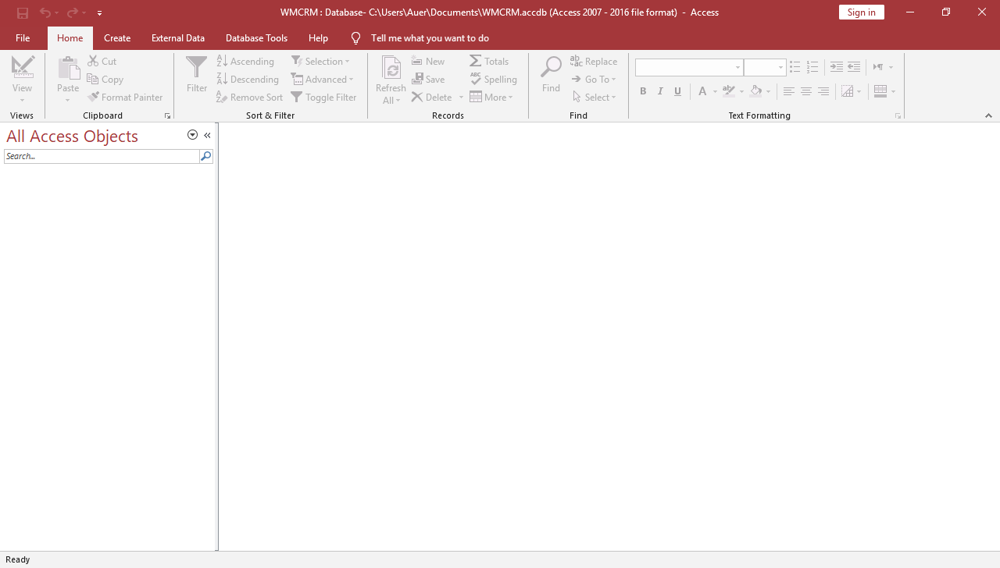 WMCRM : Database- C:\Users\Auer\Documents\WMCRM.accdb (Access 2007 - 2016 file format) - Access
Sign in
File Home Create External Data Database Tools Help Tell me what you want to do
View
Views
Paste
Cut
Copy
Format Painter
Clipboard
Filter
Ascending
Descending
Remove Sort
Selection
Advanced
Toggle Filter
Sort & Filter
Refresh
All
New
Save
Delete
Totals
Spelling
More
Records
Find
Replace
Go To
Select
Find
B I U A
Text Formatting
All Access Objects
Search...
Ready